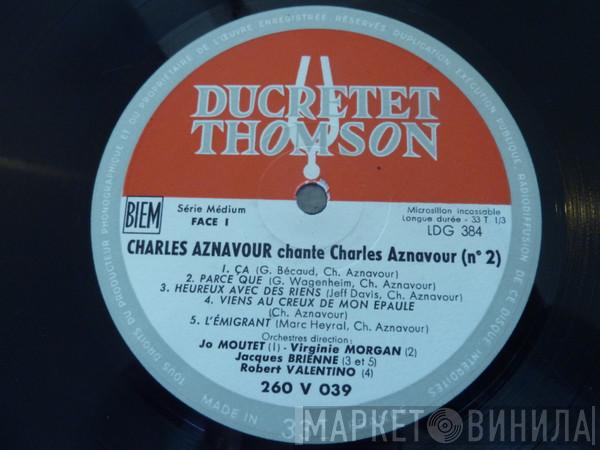 TOUS DROITS DU PRODUCTEUR PHONOGRAPHIQUE ET DU PROPRIÉTAIRE DE L'ŒUVRE ENREGISTRÉE RÉSERVÉS. DUPLICATION, EXÉCUTION PUBLIQUE, RADIODIFFUSION DE CE DISQUE INTERDITES
DUCRETET
THOMSON
BIEM
Série Médium
FACE I
Microsillon incassable
Longue durée - 33 T. 1/3
LDG 384
CHARLES AZNAVOUR chante Charles Aznavour (n° 2)
1. ÇA (G. Bécaud, Ch. Aznavour)
2. PARCE QUE (G. Wagenheim, Ch. Aznavour)
3. HEUREUX AVEC DES RIENS (Jeff Davis, Ch. Aznavour)
4. VIENS AU CREUX DE MON EPAULE
(Ch. Aznavour)
5. L'ÉMIGRANT (Marc Heyral, Ch. Aznavour)
Orchestres direction:
Jo MOUTET (1) - Virginie MORGAN (2)
Jacques BRIENNE (3 et 5)
Robert VALENTINO (4)
260 V 039
MADE IN
33
МАРКЕТ ВИНИЛА